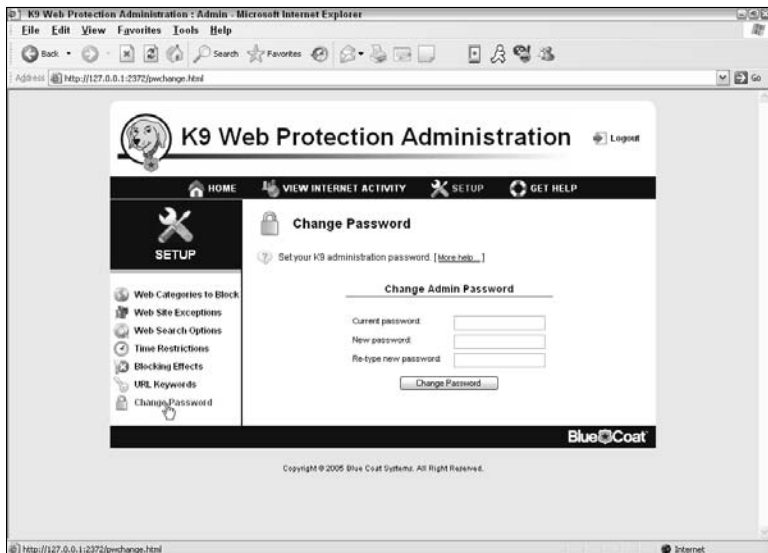 K9 Web Protection Administration : Admin - Microsoft Internet Explorer
File Edit View Favorites Tools Help
Back Search Favorites
Address http://127.0.0.1:2372/pwchange.html Go
K9 Web Protection Administration
Logout
HOME VIEW INTERNET ACTIVITY SETUP GET HELP
SETUP
Change Password
Set your K9 administration password. [More help...]
Web Categories to Block
Web Site Exceptions
Web Search Options
Time Restrictions
Blocking Effects
URL Keywords
Change Password
Change Admin Password
Current password
New password
Re-type new password
Change Password
Blue Coat
Copyright © 2005 Blue Coat Systems. All Right Reserved.
http://127.0.0.1:2372/pwchange.html Internet